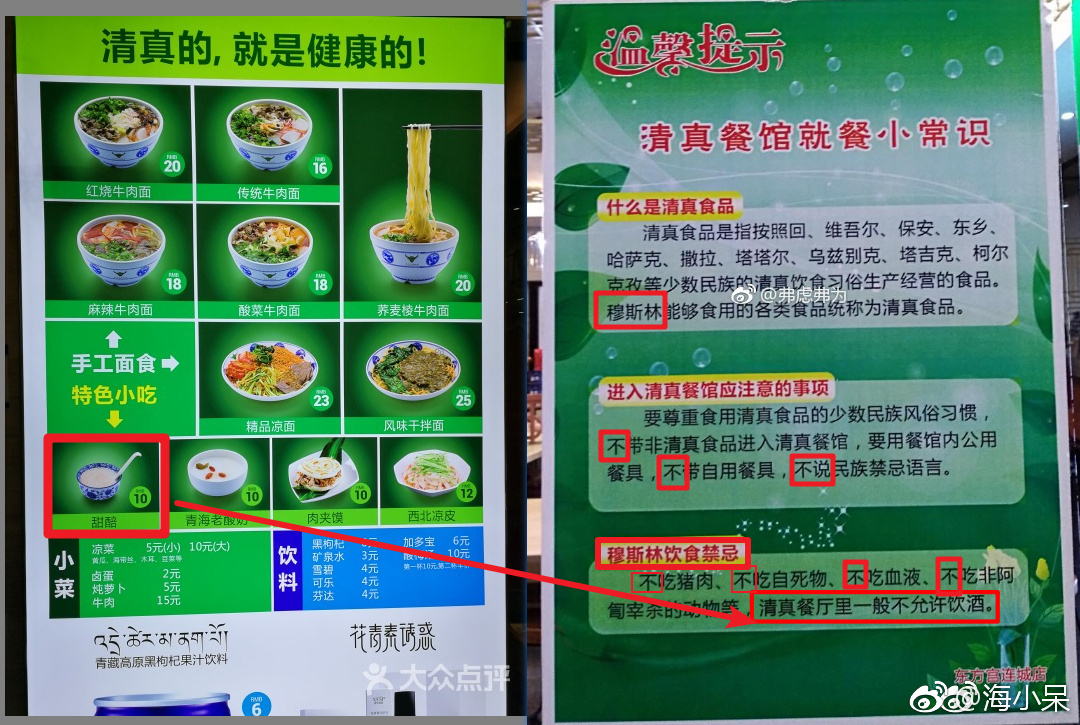 清真的，就是健康的！
RMB 20
红烧牛肉面
RMB 16
传统牛肉面
RMB 18
麻辣牛肉面
RMB 18
酸菜牛肉面
RMB 20
荞麦棱牛肉面
手工面食
特色小吃
RMB 23
精品凉面
RMB 25
风味干拌面
RMB 10
甜醅
RMB 10
青海老酸奶
RMB 10
肉夹馍
RMB 12
西北凉皮
小菜
凉菜 5元(小) 10元(大)
黄瓜、海带丝、木耳、豆菜等
卤蛋 2元
炖萝卜 5元
牛肉 15元
饮料
黑枸杞
矿泉水 3元
雪碧 4元
可乐 4元
芬达 4元
加多宝 6元
10元
青藏高原黑枸杞果汁饮料
花青素诱惑
大众点评
RMB 6
温馨提示
清真餐馆就餐小常识
什么是清真食品
清真食品是指按照回、维吾尔、保安、东乡、
哈萨克、撒拉、塔塔尔、乌兹别克、塔吉克、柯尔
克孜等少数民族的清真饮食习俗生产经营的食品。
@弗虎弗为
穆斯林能够食用的各类食品统称为清真食品。
进入清真餐馆应注意的事项
要尊重食用清真食品的少数民族风俗习惯，
不带非清真食品进入清真餐馆，要用餐馆内公用
餐具，不带自用餐具，不说民族禁忌语言。
穆斯林饮食禁忌
不吃猪肉、不吃自死物、不吃血液、不吃非阿
訇宰杀的动物等，清真餐厅里一般不允许饮酒。
东方宫连城店
@海小呆